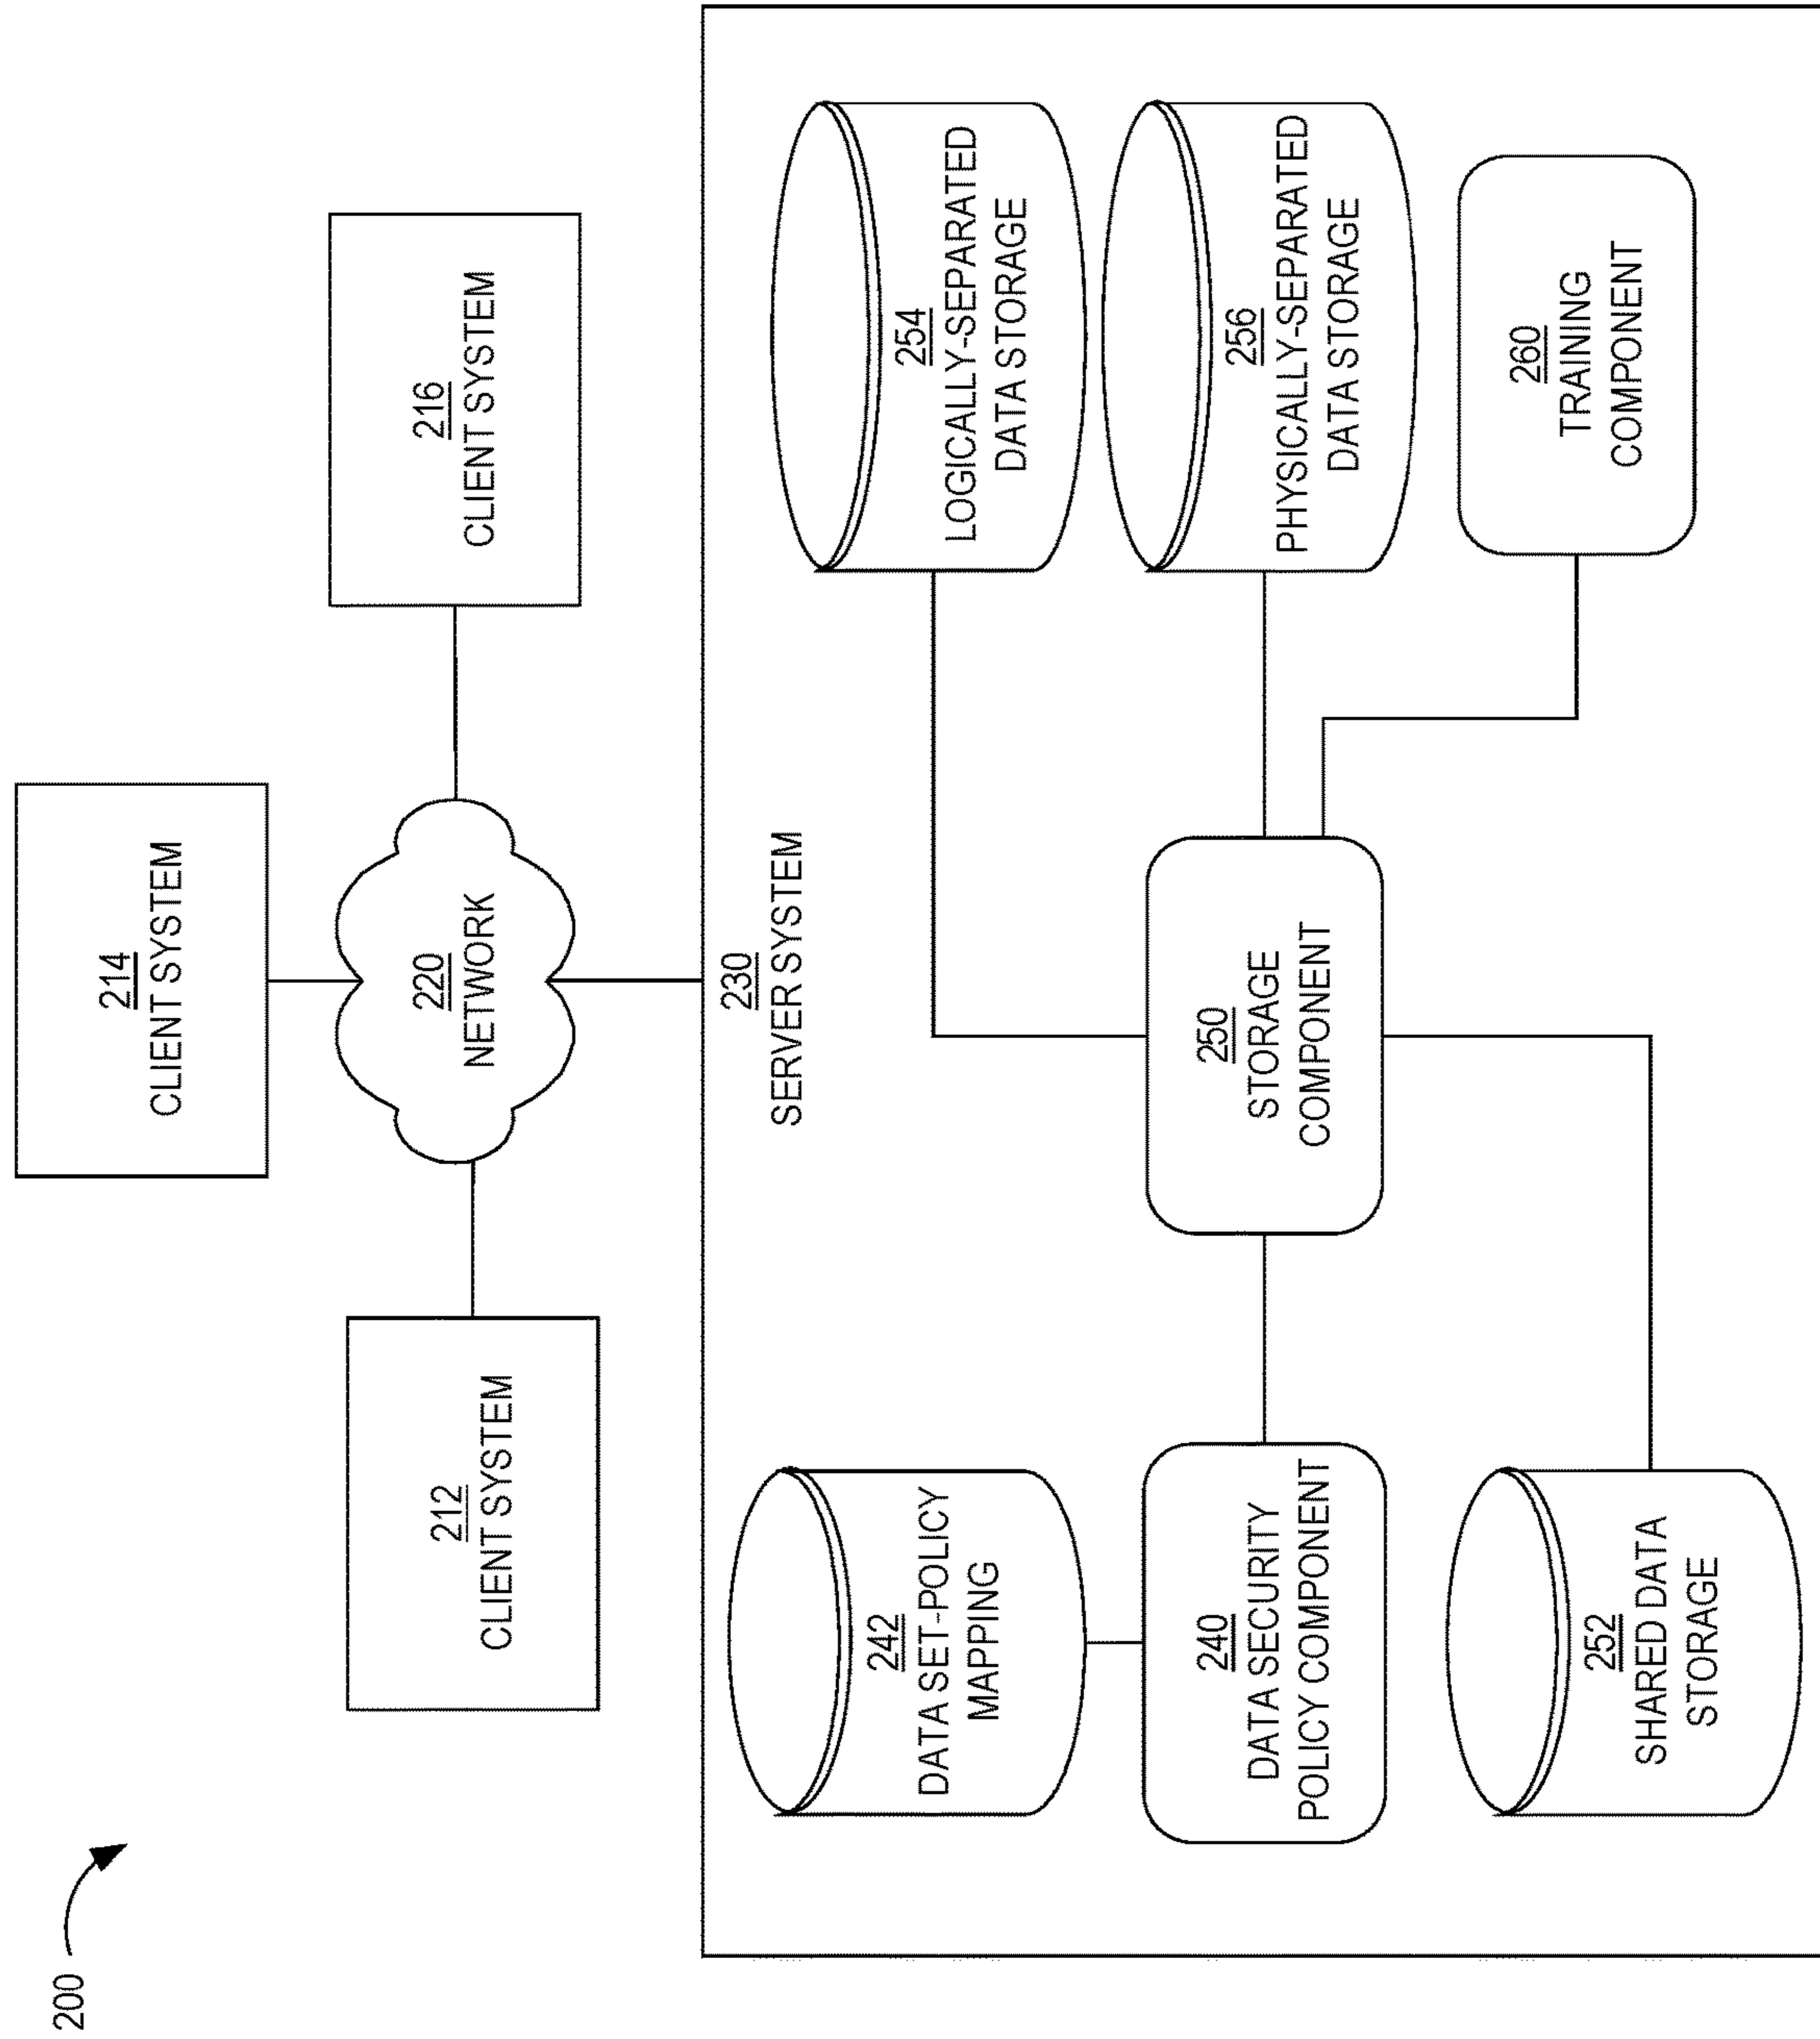 200
214
CLIENT SYSTEM
212
CLIENT SYSTEM
220
NETWORK
216
CLIENT SYSTEM
230
SERVER SYSTEM
242
DATA SET-POLICY
MAPPING
254
LOGICALLY-SEPARATED
DATA STORAGE
240
DATA SECURITY
POLICY COMPONENT
250
STORAGE
COMPONENT
256
PHYSICALLY-SEPARATED
DATA STORAGE
252
SHARED DATA
STORAGE
260
TRAINING
COMPONENT